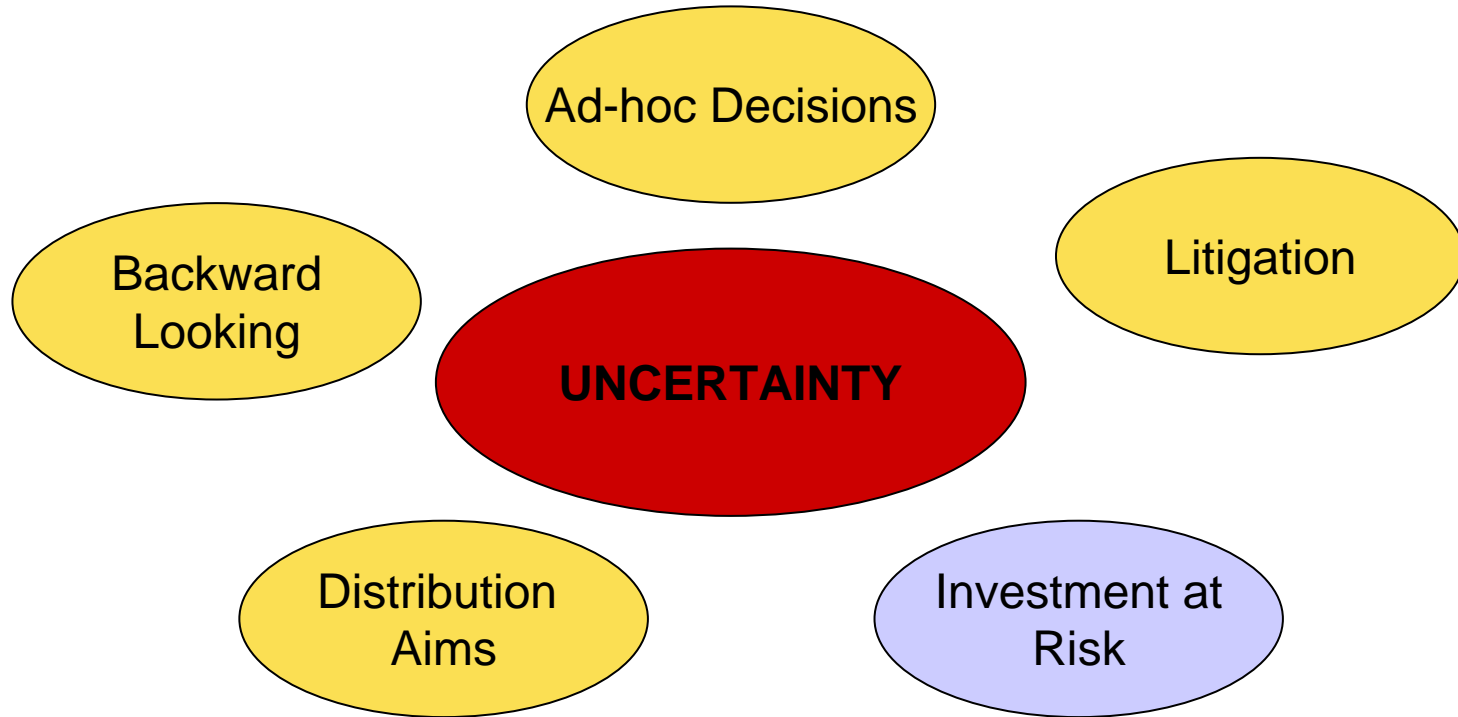 Ad-hoc Decisions
Litigation
Backward
Looking
UNCERTAINTY
Distribution
Aims
Investment at
Risk